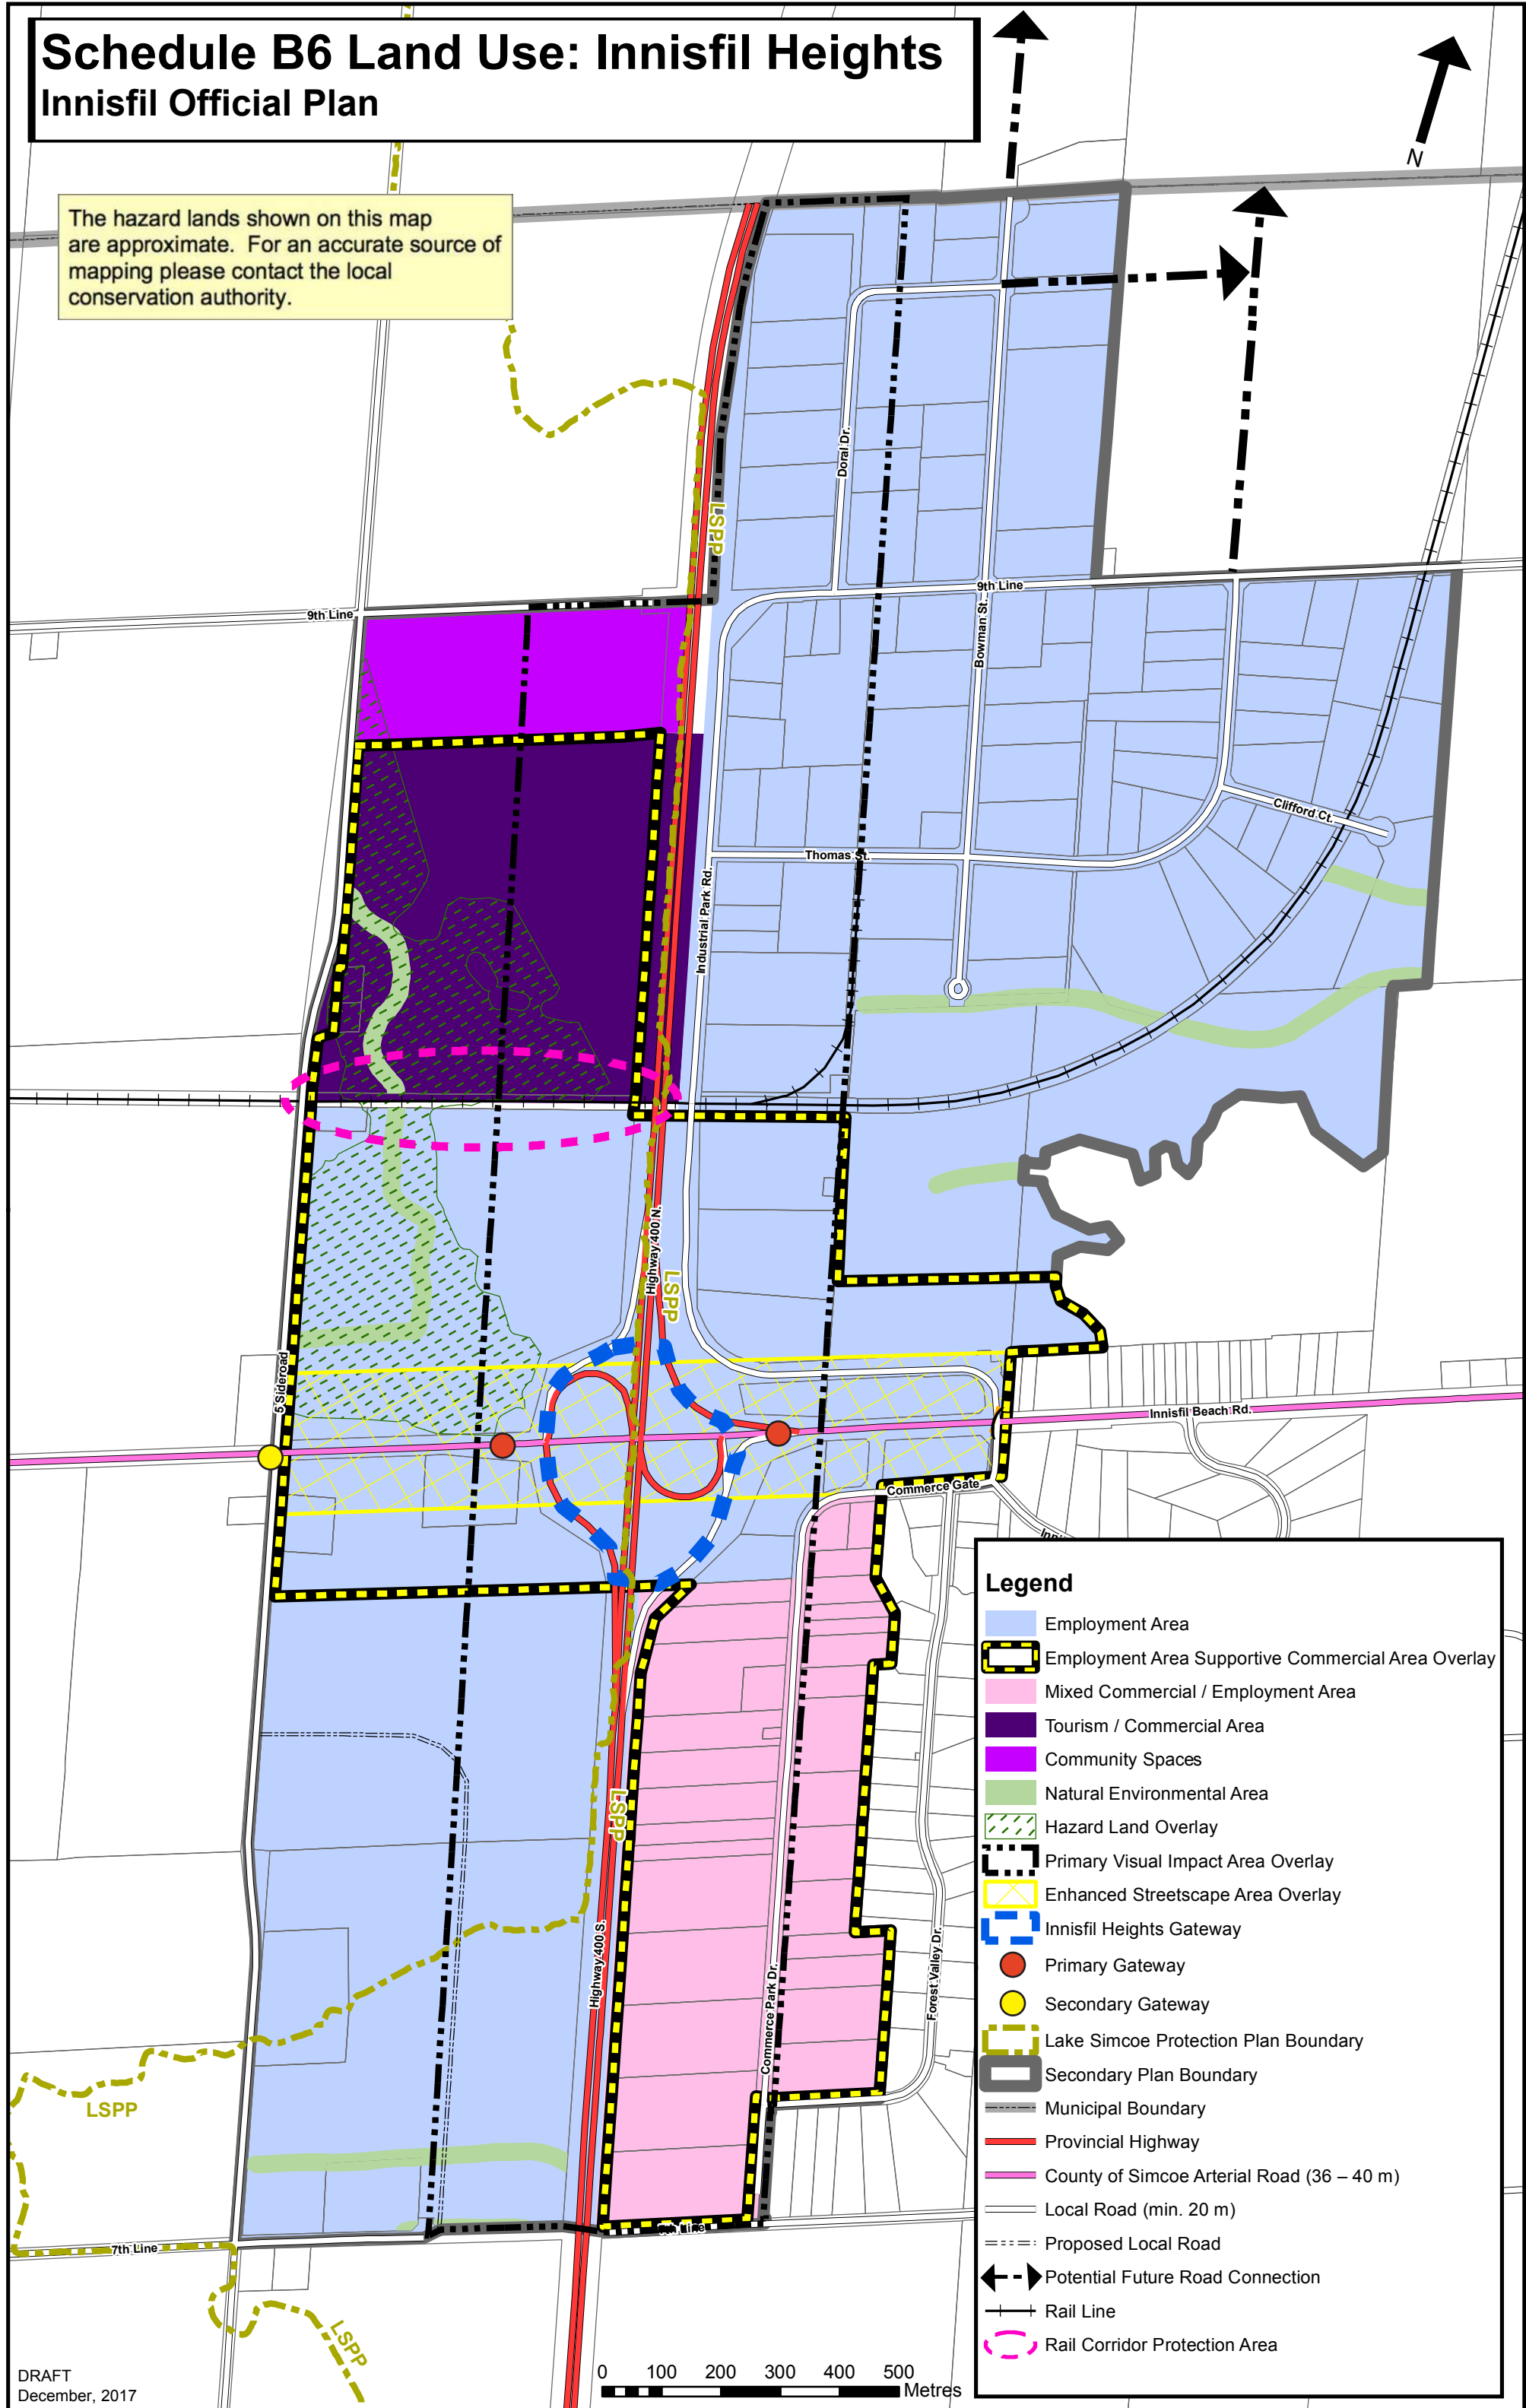 Schedule B6 Land Use: Innisfil Heights
Innisfil Official Plan
N
The hazard lands shown on this map
are approximate. For an accurate source of
mapping please contact the local
conservation authority.
Doral Dr.
LSPP
9th Line
Bowman St.
9th Line
Clifford Ct.
Thomas St.
Industrial Park Rd.
Highway 400 N.
LSPP
5 Sideroad
Innisfil Beach Rd.
Commerce Gate
LSPP
Highway 400 S.
Forest Valley Dr.
Commerce Park Dr.
LSPP
7th Line
7th Line
LSPP
Legend
Employment Area
Employment Area Supportive Commercial Area Overlay
Mixed Commercial / Employment Area
Tourism / Commercial Area
Community Spaces
Natural Environmental Area
Hazard Land Overlay
Primary Visual Impact Area Overlay
Enhanced Streetscape Area Overlay
Innisfil Heights Gateway
Primary Gateway
Secondary Gateway
Lake Simcoe Protection Plan Boundary
Secondary Plan Boundary
Municipal Boundary
Provincial Highway
County of Simcoe Arterial Road (36 – 40 m)
Local Road (min. 20 m)
Proposed Local Road
Potential Future Road Connection
Rail Line
Rail Corridor Protection Area
0 100 200 300 400 500
Metres
DRAFT
December, 2017